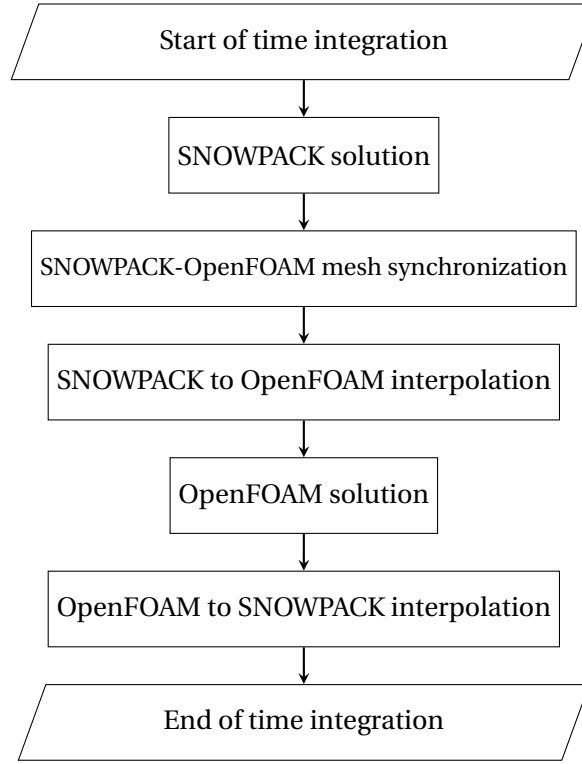 Start of time integration
SNOWPACK solution
SNOWPACK-OpenFOAM mesh synchronization
SNOWPACK to OpenFOAM interpolation
OpenFOAM solution
OpenFOAM to SNOWPACK interpolation
End of time integration